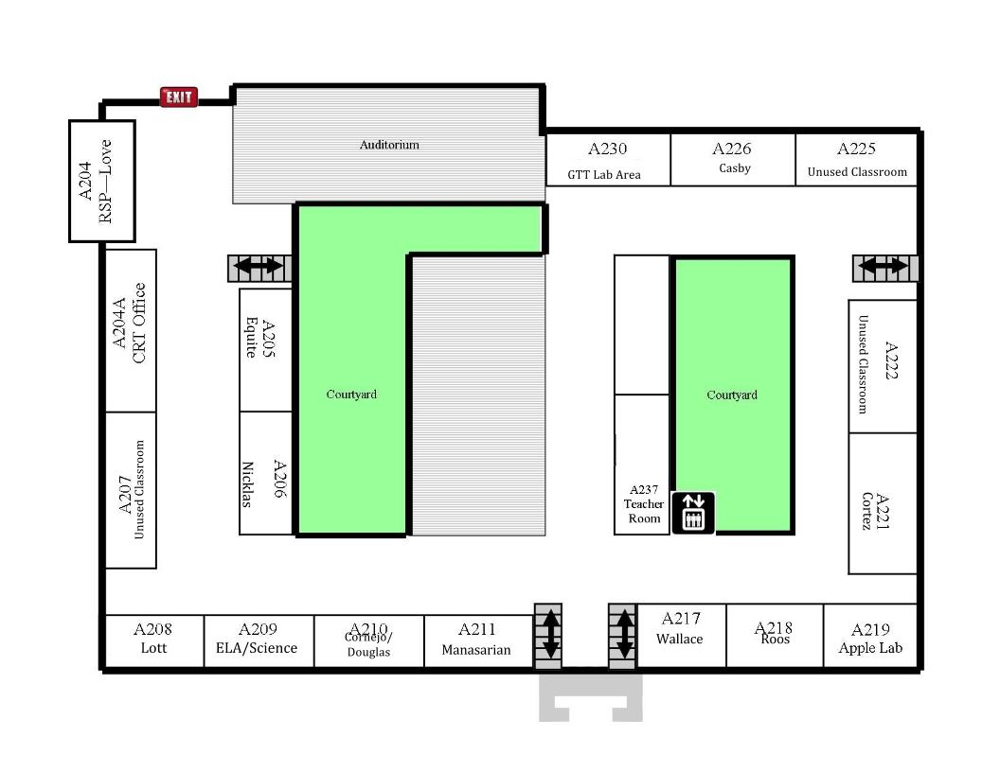 EXIT
Auditorium
A230
GTT Lab Area
A226
Casby
A225
Unused Classroom
A204
RSP—Love
A204A
CRT Office
A205
Equite
Courtyard
Courtyard
A222
Unused Classroom
A207
Unused Classroom
A206
Nicklas
A237
Teacher
Room
A221
Cortez
A208
Lott
A209
ELA/Science
A210
Cornejo/
Douglas
A211
Manasarian
A217
Wallace
A218
Roos
A219
Apple Lab